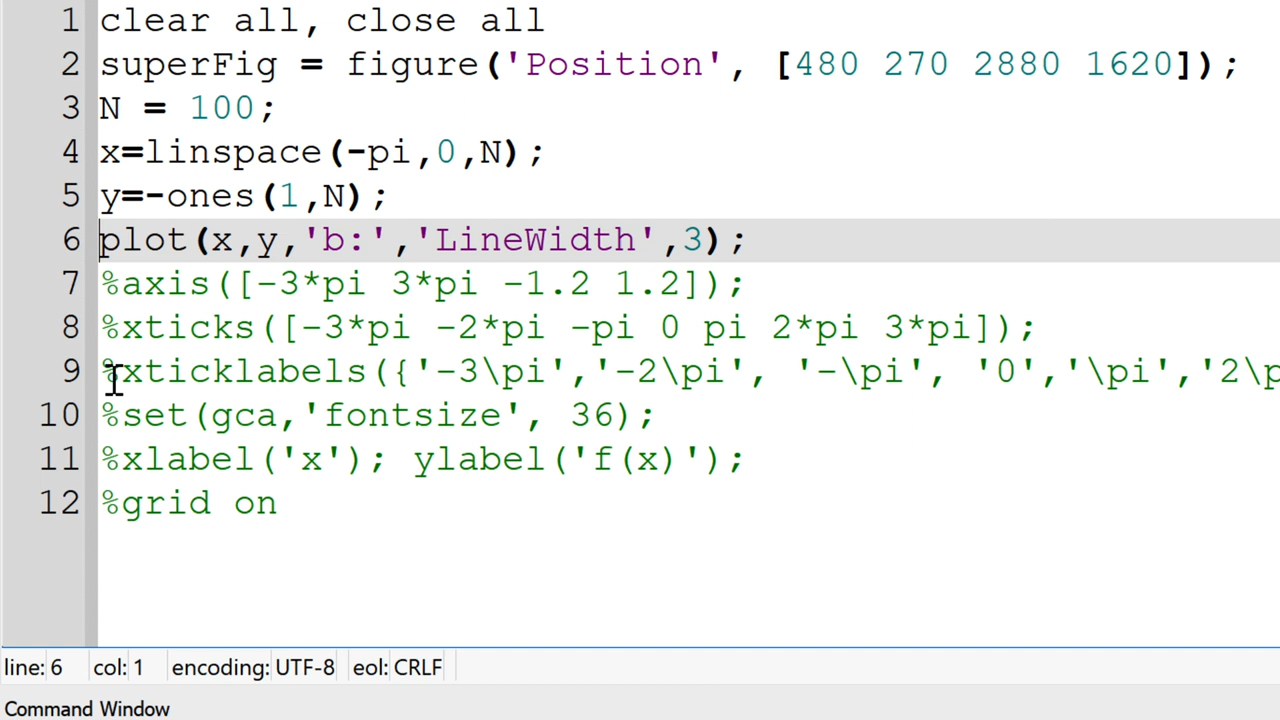 1 clear all, close all
2 superFig = figure('Position', [480 270 2880 1620]);
3 N = 100;
4 x=linspace(-pi,0,N);
5 y=-ones(1,N);
6 plot(x,y,'b:','LineWidth',3);
7 %axis([-3*pi 3*pi -1.2 1.2]);
8 %xticks([-3*pi -2*pi -pi 0 pi 2*pi 3*pi]);
9 %xticklabels({'-3\pi','-2\pi', '-\pi', '0','\pi','2\p
10 %set(gca,'fontsize', 36);
11 %xlabel('x'); ylabel('f(x)');
12 %grid on
line: 6 col: 1 encoding: UTF-8 eol: CRLF
Command Window